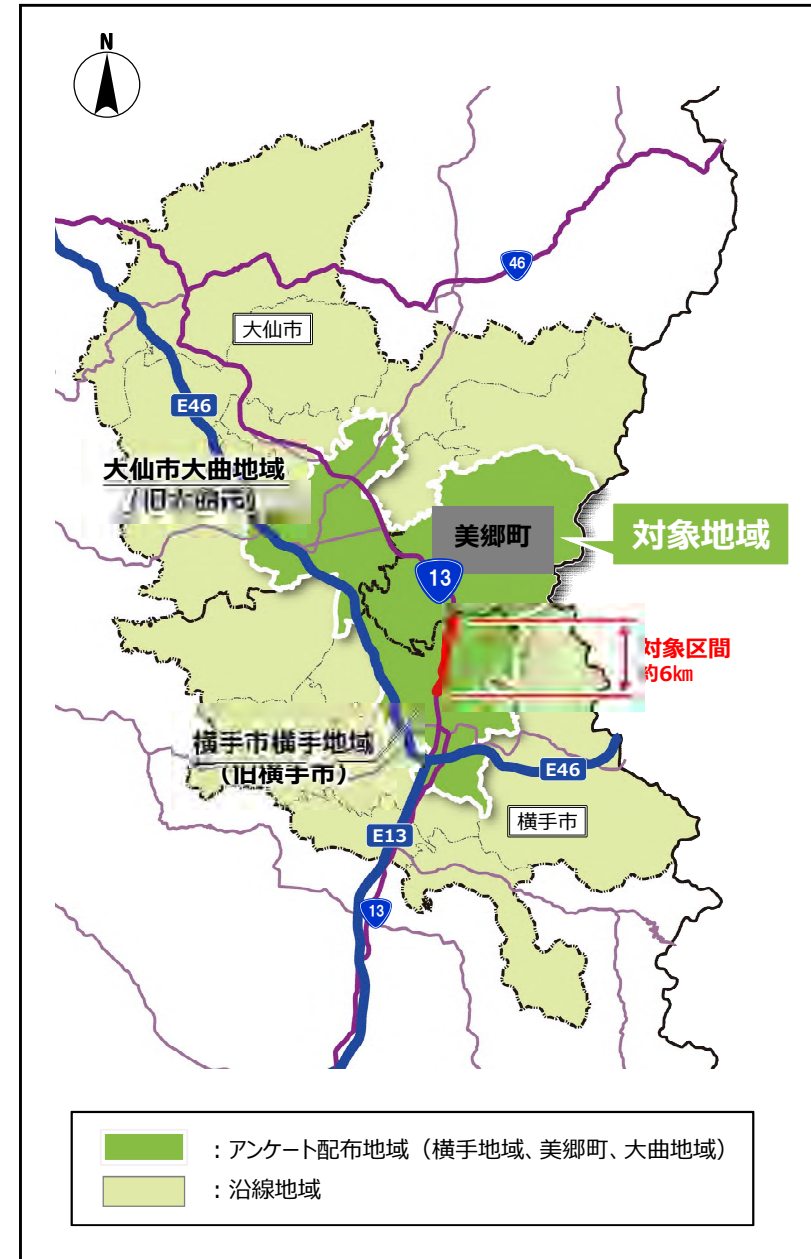 N
46
大仙市
E46
大仙市大曲地域
美郷町
対象地域
13
対象区間
約6km
横手市横手地域
(旧横手市)
E46
横手市
E13
13
：アンケート配布地域（横手地域、美郷町、大曲地域）
：沿線地域